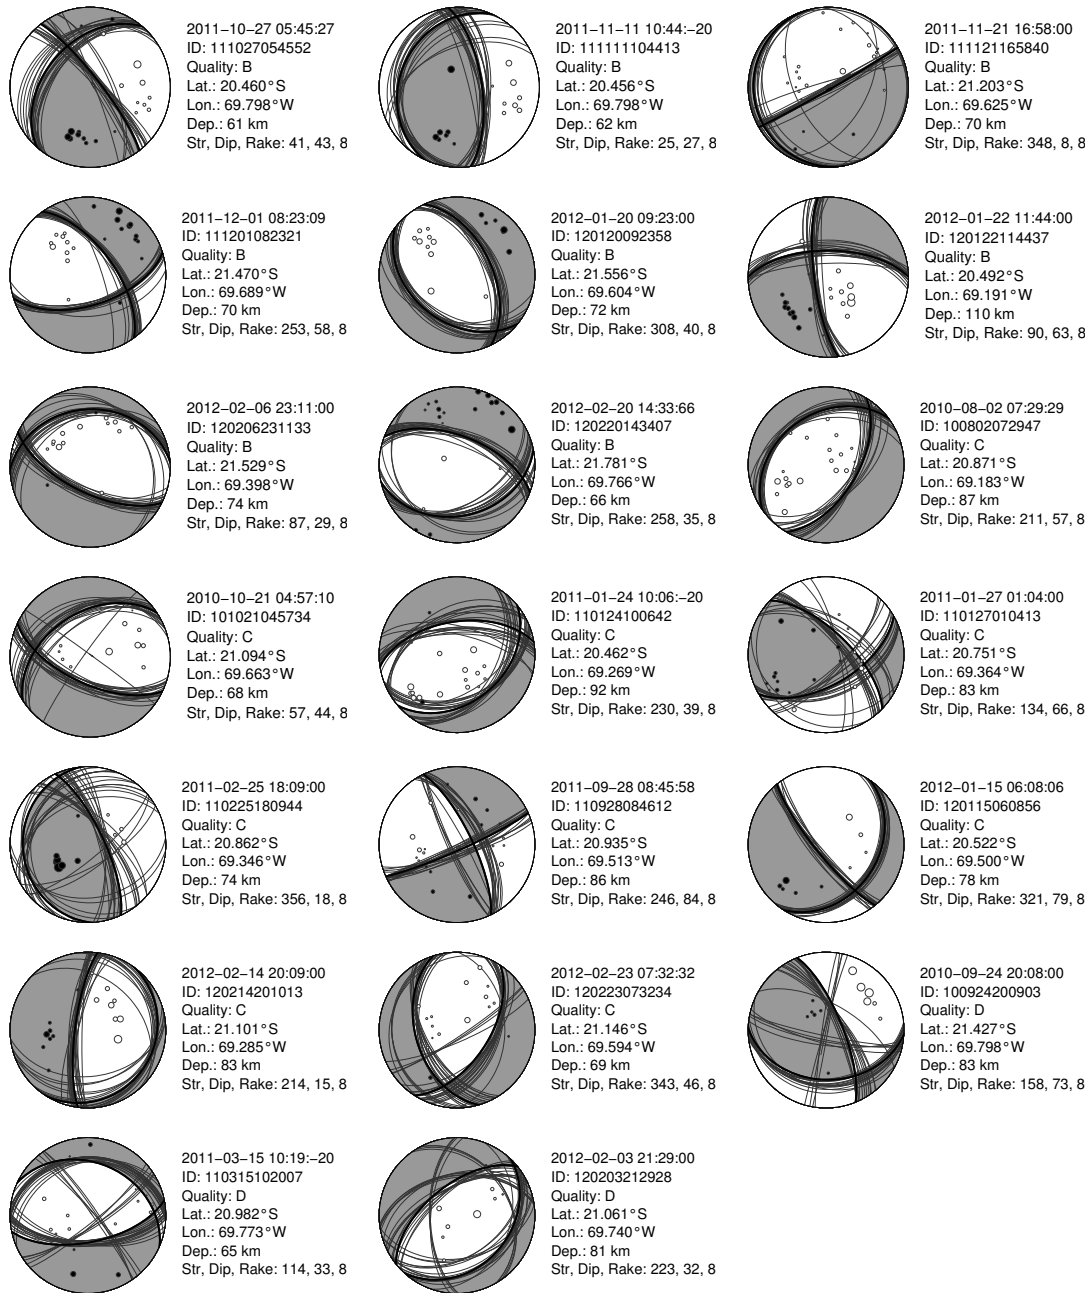 2011−10−27 05:45:27
ID: 111027054552
Quality: B
Lat.: 20.460°S
Lon.: 69.798°W
Dep.: 61 km
Str, Dip, Rake: 41, 43, 8
2011−11−11 10:44:−20
ID: 111111104413
Quality: B
Lat.: 20.456°S
Lon.: 69.798°W
Dep.: 62 km
Str, Dip, Rake: 25, 27, 8
2011−11−21 16:58:00
ID: 111121165840
Quality: B
Lat.: 21.203°S
Lon.: 69.625°W
Dep.: 70 km
Str, Dip, Rake: 348, 8, 8
2011−12−01 08:23:09
ID: 111201082321
Quality: B
Lat.: 21.470°S
Lon.: 69.689°W
Dep.: 70 km
Str, Dip, Rake: 253, 58, 8
2012−01−20 09:23:00
ID: 120120092358
Quality: B
Lat.: 21.556°S
Lon.: 69.604°W
Dep.: 72 km
Str, Dip, Rake: 308, 40, 8
2012−01−22 11:44:00
ID: 120122114437
Quality: B
Lat.: 20.492°S
Lon.: 69.191°W
Dep.: 110 km
Str, Dip, Rake: 90, 63, 8
2012−02−06 23:11:00
ID: 120206231133
Quality: B
Lat.: 21.529°S
Lon.: 69.398°W
Dep.: 74 km
Str, Dip, Rake: 87, 29, 8
2012−02−20 14:33:66
ID: 120220143407
Quality: B
Lat.: 21.781°S
Lon.: 69.766°W
Dep.: 66 km
Str, Dip, Rake: 258, 35, 8
2010−08−02 07:29:29
ID: 100802072947
Quality: C
Lat.: 20.871°S
Lon.: 69.183°W
Dep.: 87 km
Str, Dip, Rake: 211, 57, 8
2010−10−21 04:57:10
ID: 101021045734
Quality: C
Lat.: 21.094°S
Lon.: 69.663°W
Dep.: 68 km
Str, Dip, Rake: 57, 44, 8
2011−01−24 10:06:−20
ID: 110124100642
Quality: C
Lat.: 20.462°S
Lon.: 69.269°W
Dep.: 92 km
Str, Dip, Rake: 230, 39, 8
2011−01−27 01:04:00
ID: 110127010413
Quality: C
Lat.: 20.751°S
Lon.: 69.364°W
Dep.: 83 km
Str, Dip, Rake: 134, 66, 8
2011−02−25 18:09:00
ID: 110225180944
Quality: C
Lat.: 20.862°S
Lon.: 69.346°W
Dep.: 74 km
Str, Dip, Rake: 356, 18, 8
2011−09−28 08:45:58
ID: 110928084612
Quality: C
Lat.: 20.935°S
Lon.: 69.513°W
Dep.: 86 km
Str, Dip, Rake: 246, 84, 8
2012−01−15 06:08:06
ID: 120115060856
Quality: C
Lat.: 20.522°S
Lon.: 69.500°W
Dep.: 78 km
Str, Dip, Rake: 321, 79, 8
2012−02−14 20:09:00
ID: 120214201013
Quality: C
Lat.: 21.101°S
Lon.: 69.285°W
Dep.: 83 km
Str, Dip, Rake: 214, 15, 8
2012−02−23 07:32:32
ID: 120223073234
Quality: C
Lat.: 21.146°S
Lon.: 69.594°W
Dep.: 69 km
Str, Dip, Rake: 343, 46, 8
2010−09−24 20:08:00
ID: 100924200903
Quality: D
Lat.: 21.427°S
Lon.: 69.798°W
Dep.: 83 km
Str, Dip, Rake: 158, 73, 8
2011−03−15 10:19:−20
ID: 110315102007
Quality: D
Lat.: 20.982°S
Lon.: 69.773°W
Dep.: 65 km
Str, Dip, Rake: 114, 33, 8
2012−02−03 21:29:00
ID: 120203212928
Quality: D
Lat.: 21.061°S
Lon.: 69.740°W
Dep.: 81 km
Str, Dip, Rake: 223, 32, 8